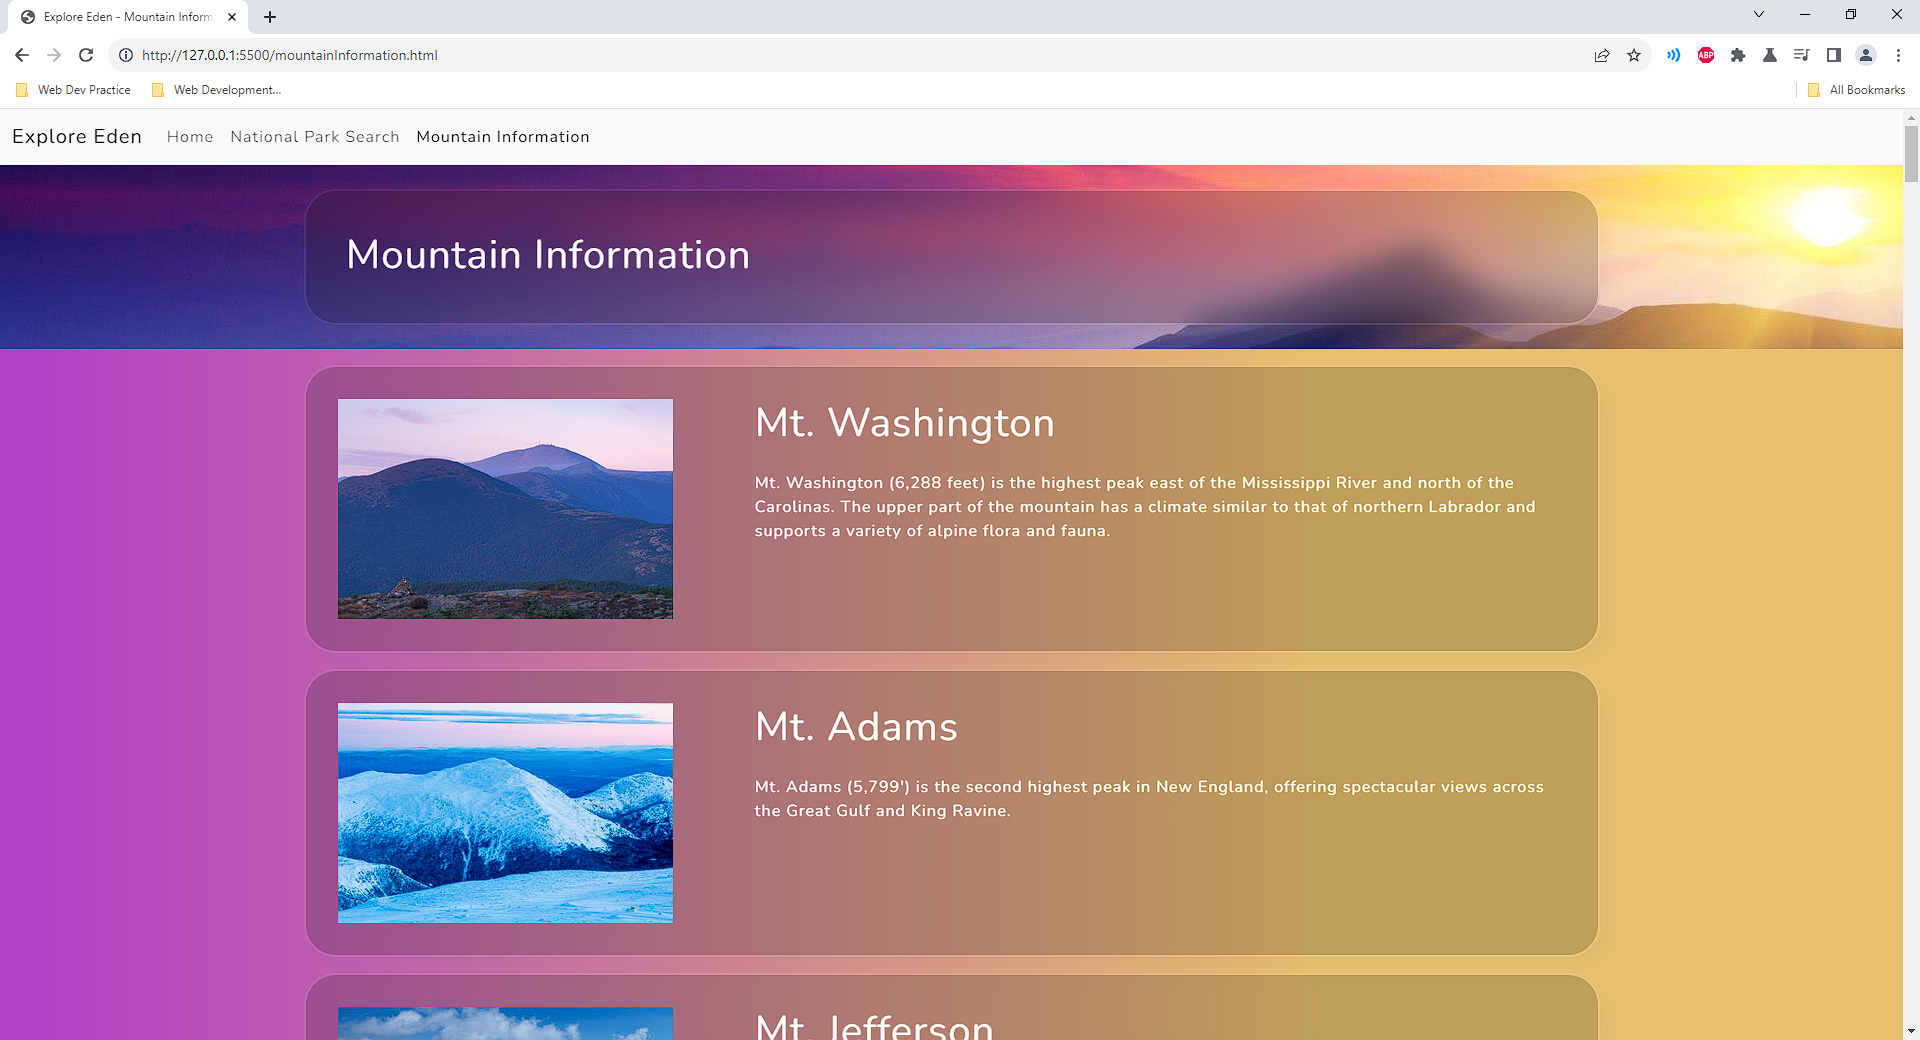 Explore Eden - Mountain Inform
http://127.0.0.1:5500/mountainInformation.html
ABP
Web Dev Practice
Web Development...
All Bookmarks
Explore Eden Home National Park Search Mountain Information
Mountain Information
Mt. Washington
Mt. Washington (6,288 feet) is the highest peak east of the Mississippi River and north of the
Carolinas. The upper part of the mountain has a climate similar to that of northern Labrador and
supports a variety of alpine flora and fauna.
Mt. Adams
Mt. Adams (5,799') is the second highest peak in New England, offering spectacular views across
the Great Gulf and King Ravine.
Mt. Jefferson